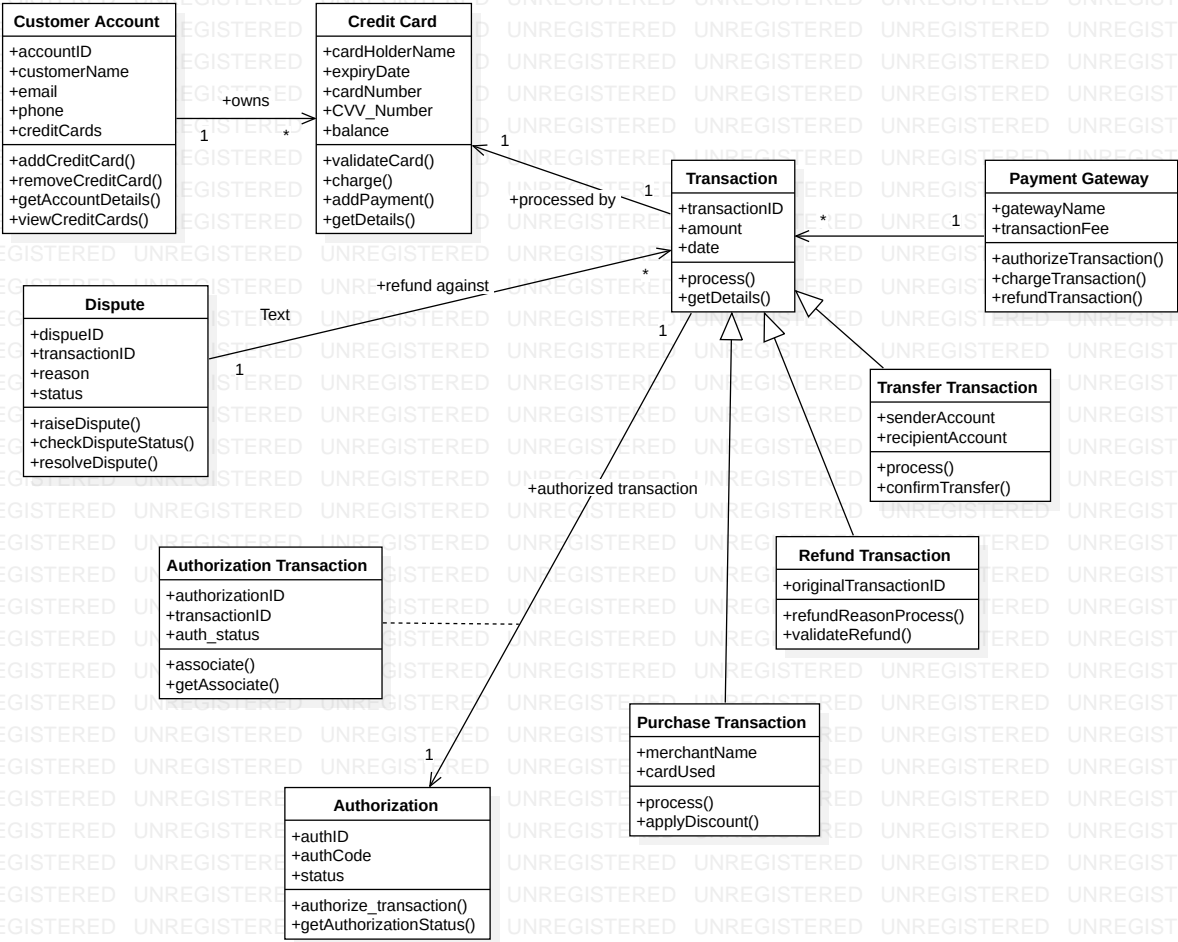 Customer Account
+accountID
+customerName
+email
+phone
+creditCards
+addCreditCard()
+removeCreditCard()
+getAccountDetails()
+viewCreditCards()
+owns
1
*
Credit Card
+cardHolderName
+expiryDate
+cardNumber
+CVV_Number
+balance
+validateCard()
+charge()
+addPayment()
+getDetails()
1
+processed by
1
Transaction
+transactionID
+amount
+date
+process()
+getDetails()
*
1
Payment Gateway
+gatewayName
+transactionFee
+authorizeTransaction()
+chargeTransaction()
+refundTransaction()
Dispute
+dispueID
+transactionID
+reason
+status
+raiseDispute()
+checkDisputeStatus()
+resolveDispute()
1
Text
+refund against
*
1
+authorized transaction
1
Transfer Transaction
+senderAccount
+recipientAccount
+process()
+confirmTransfer()
Refund Transaction
+originalTransactionID
+refundReasonProcess()
+validateRefund()
Authorization Transaction
+authorizationID
+transactionID
+auth_status
+associate()
+getAssociate()
Purchase Transaction
+merchantName
+cardUsed
+process()
+applyDiscount()
Authorization
+authID
+authCode
+status
+authorize_transaction()
+getAuthorizationStatus()
UNREGISTERED